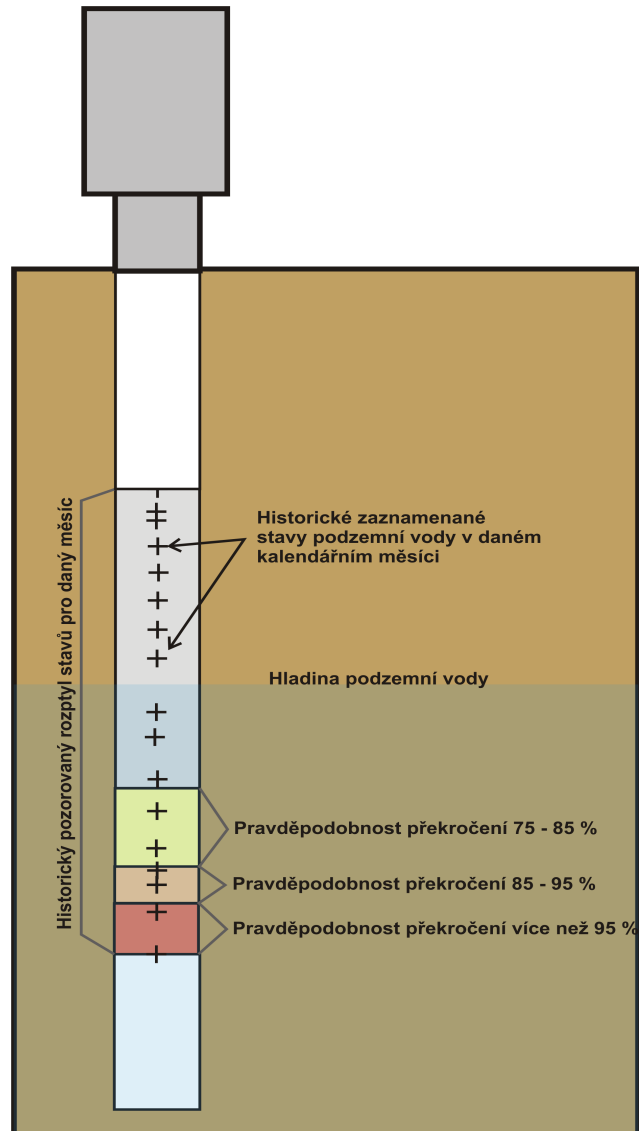 Historické zaznamenané
stavy podzemní vody v daném
kalendářním měsíci
Historický pozorovaný rozptyl stavů pro daný měsíc
Hladina podzemní vody
Pravděpodobnost překročení 75 - 85 %
Pravděpodobnost překročení 85 - 95 %
Pravděpodobnost překročení více než 95 %